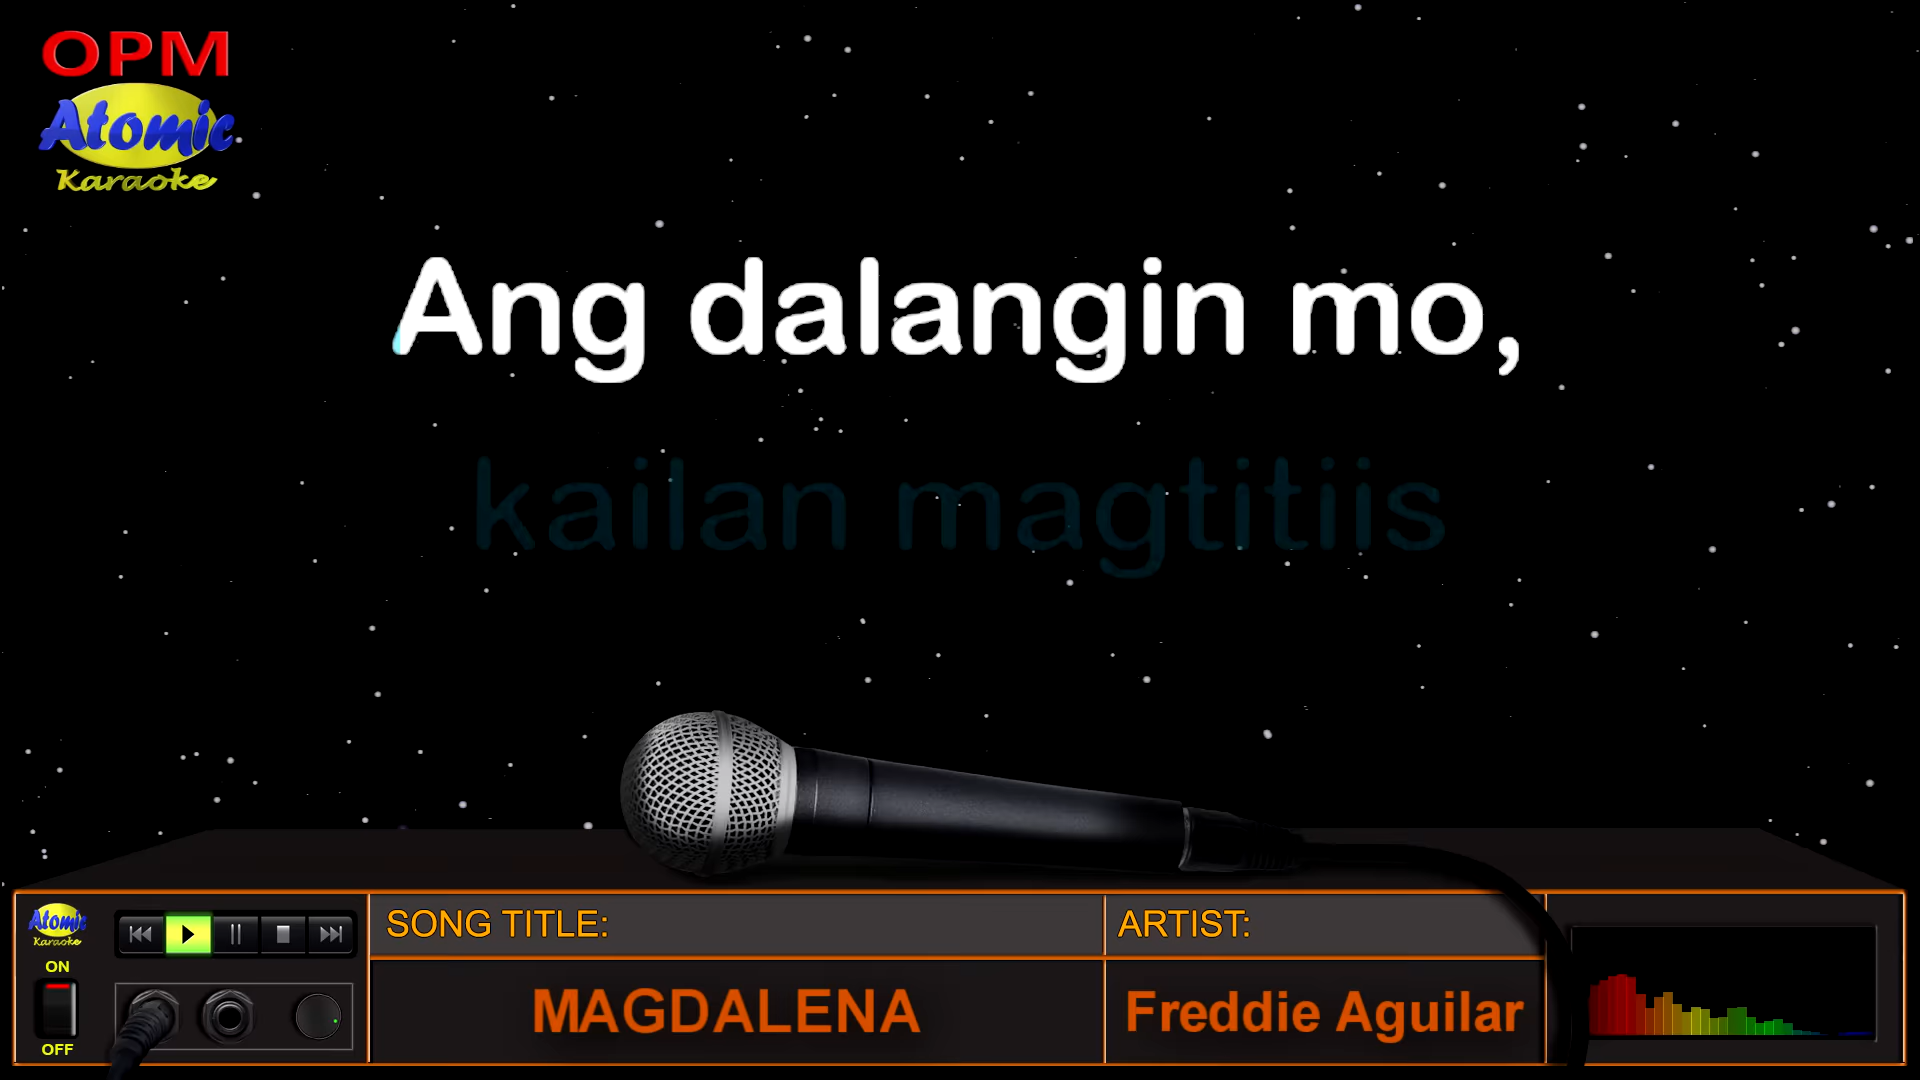 OPM
Atomic
Karaoke
Ang dalangin mo,
kailan magtitiis
Atomic
Karaoke
ON
OFF
SONG TITLE:
MAGDALENA
ARTIST:
Freddie Aguilar